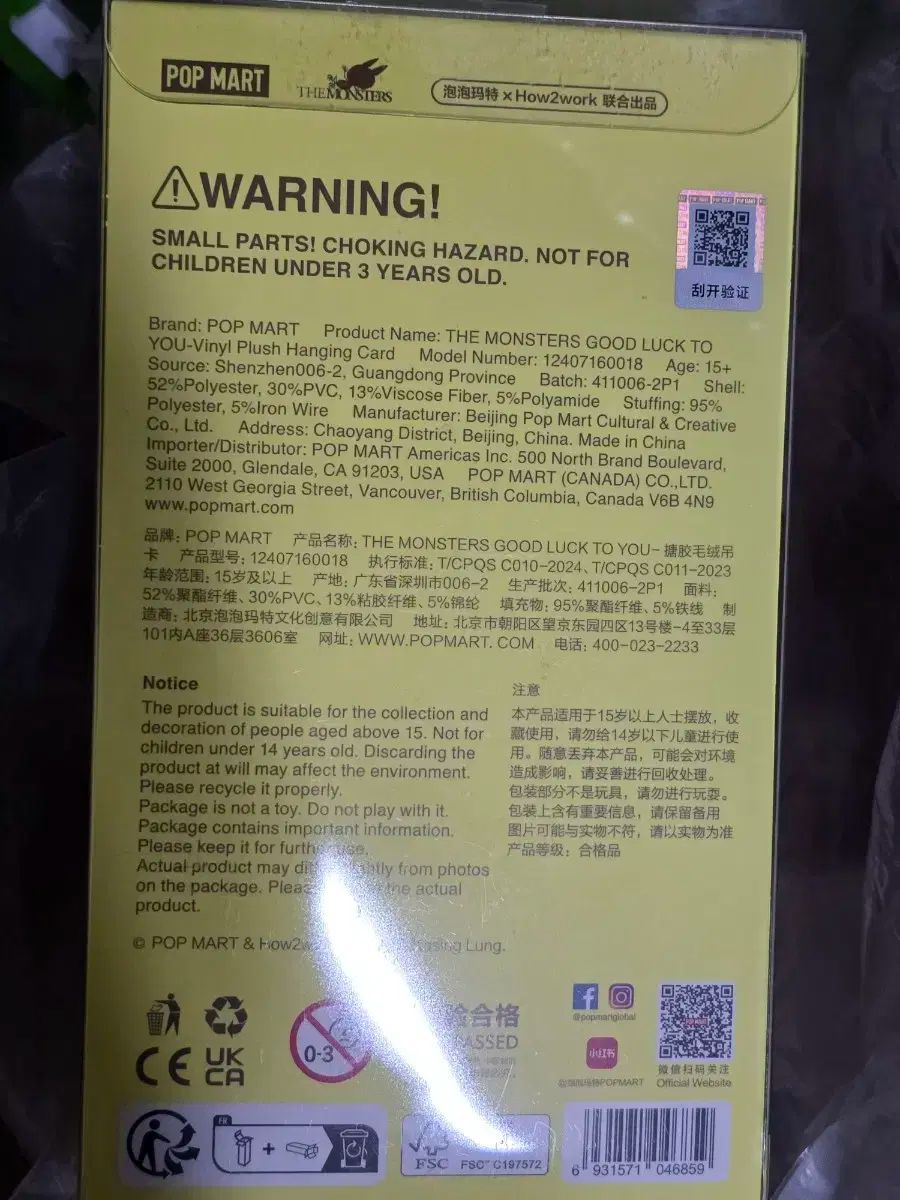 POP MART
THE MONSTERS
泡泡玛特 × How2work 联合出品
WARNING!
SMALL PARTS! CHOKING HAZARD. NOT FOR
CHILDREN UNDER 3 YEARS OLD.
刮开验证
Brand: POP MART Product Name: THE MONSTERS GOOD LUCK TO
YOU-Vinyl Plush Hanging Card Model Number: 12407160018 Age: 15+
Source: Shenzhen006-2, Guangdong Province Batch: 411006-2P1 Shell:
52%Polyester, 30%PVC, 13%Viscose Fiber, 5%Polyamide Stuffing: 95%
Polyester, 5%Iron Wire Manufacturer: Beijing Pop Mart Cultural & Creative
Co., Ltd. Address: Chaoyang District, Beijing, China. Made in China
Importer/Distributor: POP MART Americas Inc. 500 North Brand Boulevard,
Suite 2000, Glendale, CA 91203, USA POP MART (CANADA) CO.,LTD.
2110 West Georgia Street, Vancouver, British Columbia, Canada V6B 4N9
www.popmart.com
品牌: POP MART 产品名称: THE MONSTERS GOOD LUCK TO YOU- 搪胶毛绒吊
卡 产品型号: 12407160018 执行标准: T/CPQS C010-2024、T/CPQS C011-2023
年龄范围: 15岁及以上 产地: 广东省深圳市006-2 生产批次: 411006-2P1 面料:
52%聚酯纤维、30%PVC、13%粘胶纤维、5%锦纶 填充物: 95%聚酯纤维、5%铁线 制
造商: 北京泡泡玛特文化创意有限公司 地址: 北京市朝阳区望京东园四区13号楼-4至33层
101内A座36层3606室 网址: WWW.POPMART. COM 电话: 400-023-2233
Notice
The product is suitable for the collection and
decoration of people aged above 15. Not for
children under 14 years old. Discarding the
product at will may affect the environment.
Please recycle it properly.
Package is not a toy. Do not play with it.
Package contains important information.
Please keep it for further use.
Actual product may from photos
on the package. the actual
product.
注意
本产品适用于15岁以上人士摆放，收
藏使用，请勿给14岁以下儿童进行使
用。随意丢弃本产品，可能会对环境
造成影响，请妥善进行回收处理。
包装部分不是玩具，请勿进行玩耍。
包装上含有重要信息，请保留备用
图片可能与实物不符，请以实物为准
产品等级: 合格品
© POP MART & Lung.
0-3
合格
PASSED
@popmartglobal
小红书
@泡泡玛特POPMART
POP MART
微信扫码关注
Official Website
CE
UK
CA
FR
+
FSC
FSC™ C197572
6 931571 046859